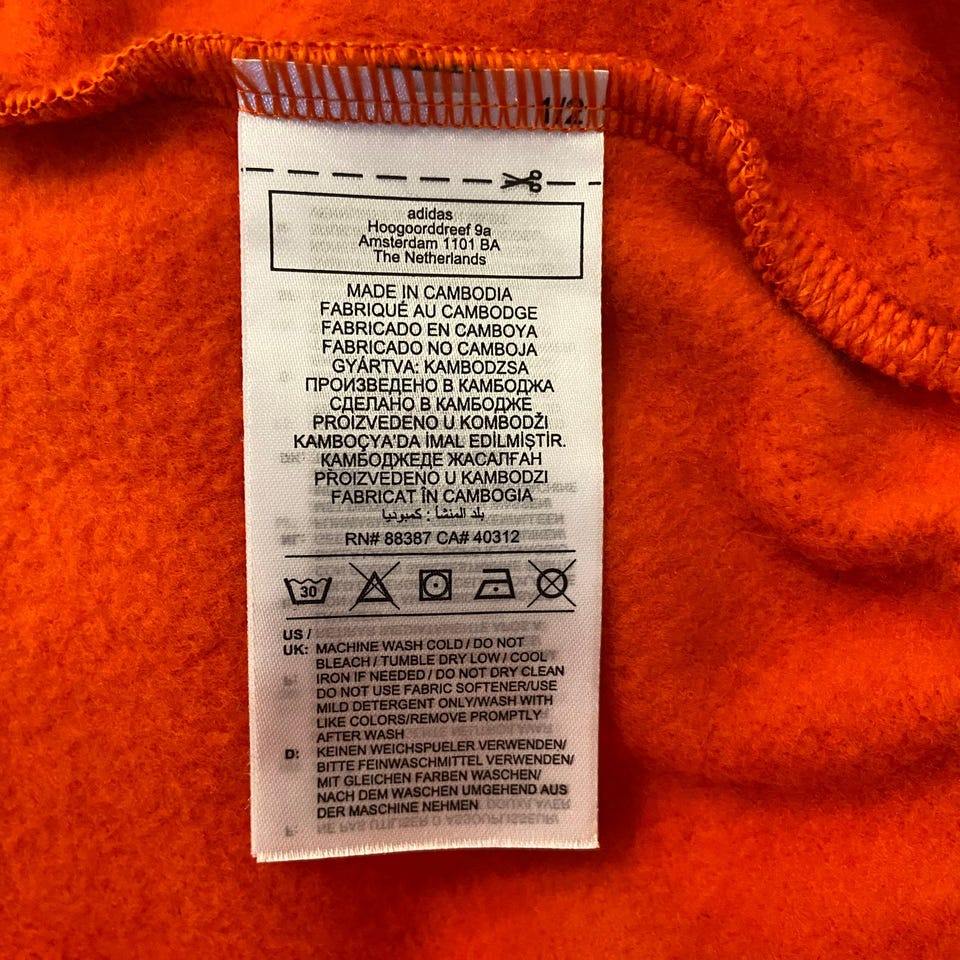 1/2
adidas
Hoogoorddreef 9a
Amsterdam 1101 BA
The Netherlands
MADE IN CAMBODIA
FABRIQUÉ AU CAMBODGE
FABRICADO EN CAMBOYA
FABRICADO NO CAMBOJA
GYÁRTVA: KAMBODZSA
ПРОИЗВЕДЕНО В КАМБОДЖА
СДЕЛАНО В КАМБОДЖЕ
PROIZVEDENO U KOMBODŽI
KAMBOÇYA'DA İMAL EDİLMİŞTİR.
КАМБОДЖЕДЕ ЖАСАЛҒАН
PROIZVEDENO U KAMBODZI
FABRICAT ÎN CAMBOGIA
بلد المنشأ : كمبوديا
RN# 88387 CA# 40312
30
US /
UK: MACHINE WASH COLD / DO NOT
BLEACH / TUMBLE DRY LOW / COOL
IRON IF NEEDED / DO NOT DRY CLEAN
DO NOT USE FABRIC SOFTENER/USE
MILD DETERGENT ONLY/WASH WITH
LIKE COLORS/REMOVE PROMPTLY
AFTER WASH
D: KEINEN WEICHSPUELER VERWENDEN/
BITTE FEINWASCHMITTEL VERWENDEN/
MIT GLEICHEN FARBEN WASCHEN/
NACH DEM WASCHEN UMGEHEND AUS
DER MASCHINE NEHMEN